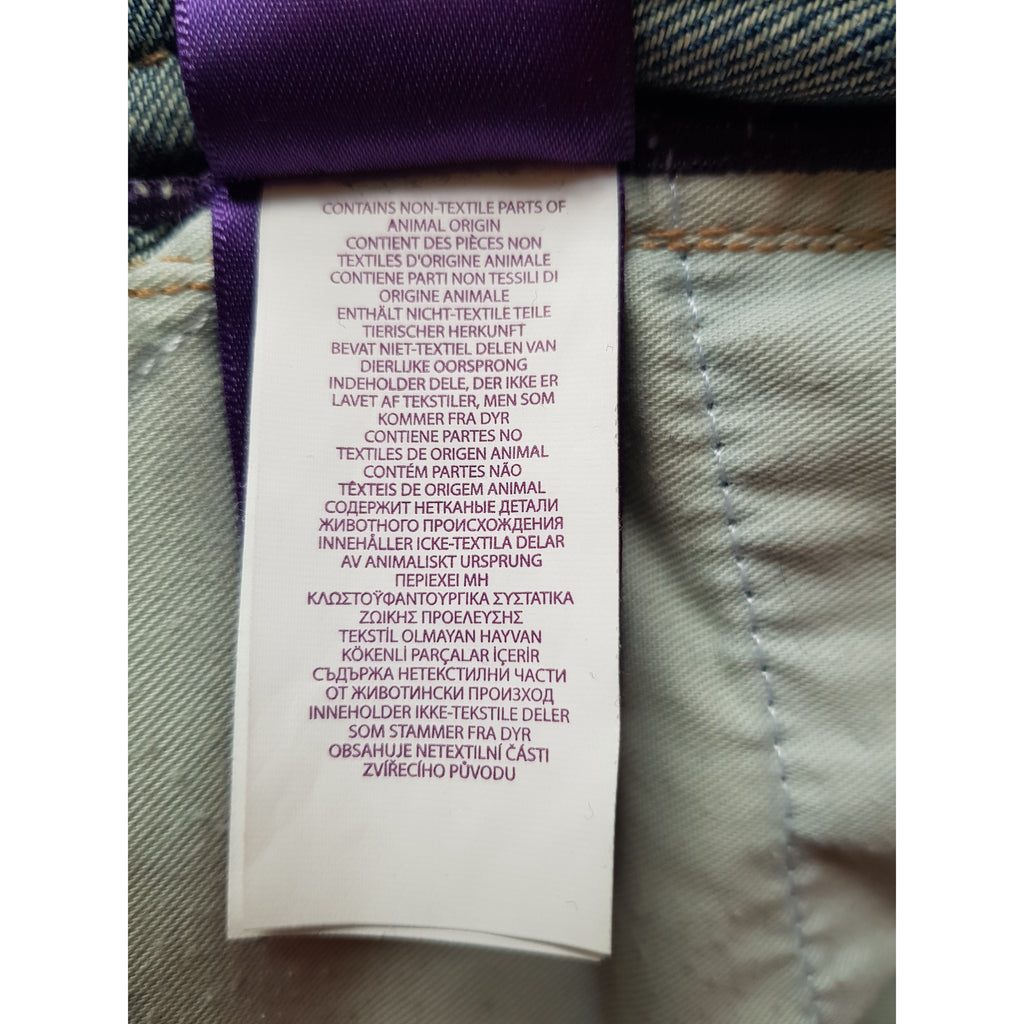 CONTAINS NON-TEXTILE PARTS OF
ANIMAL ORIGIN
CONTIENT DES PIÈCES NON
TEXTILES D'ORIGINE ANIMALE
CONTIENE PARTI NON TESSILI DI
ORIGINE ANIMALE
ENTHÄLT NICHT-TEXTILE TEILE
TIERISCHER HERKUNFT
BEVAT NIET-TEXTIEL DELEN VAN
DIERLIJKE OORSPRONG
INDEHOLDER DELE, DER IKKE ER
LAVET AF TEKSTILER, MEN SOM
KOMMER FRA DYR
CONTIENE PARTES NO
TEXTILES DE ORIGEN ANIMAL
CONTÉM PARTES NÃO
TÊXTEIS DE ORIGEM ANIMAL
СОДЕРЖИТ НЕТКАНЫЕ ДЕТАЛИ
ЖИВОТНОГО ПРОИСХОЖДЕНИЯ
INNEHÅLLER ICKE-TEXTILA DELAR
AV ANIMALISKT URSPRUNG
ΠΕΡΙΕΧΕΙ ΜΗ
ΚΛΩΣΤΟΫΦΑΝΤΟΥΡΓΙΚΑ ΣΥΣΤΑΤΙΚΑ
ΖΩΙΚΗΣ ΠΡΟΕΛΕΥΣΗΣ
TEKSTİL OLMAYAN HAYVAN
KÖKENLİ PARÇALAR İÇERİR
СЪДЪРЖА НЕТЕКСТИЛНИ ЧАСТИ
ОТ ЖИВОТИНСКИ ПРОИЗХОД
INNEHOLDER IKKE-TEKSTILE DELER
SOM STAMMER FRA DYR
OBSAHUJE NETEXTILNÍ ČÁSTI
ZVÍŘECÍHO PŮVODU